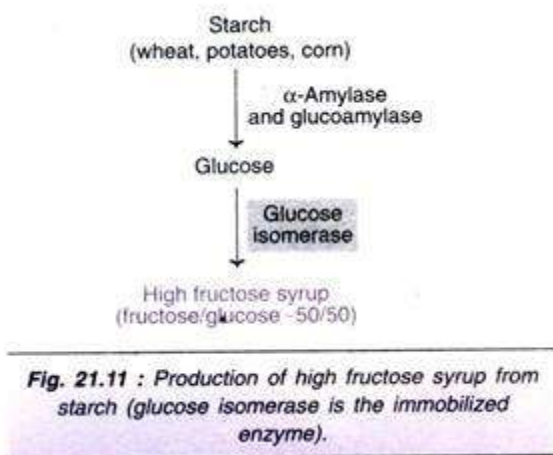 Starch
(wheat, potatoes, corn)
α-Amylase
and glucoamylase
Glucose
Glucose
isomerase
High fructose syrup
(fructose/glucose ~50/50)
Fig. 21.11 : Production of high fructose syrup from
starch (glucose isomerase is the immobilized
enzyme).